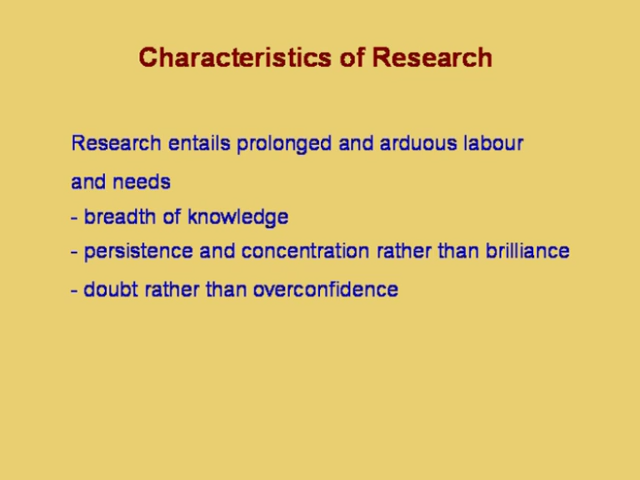 Characteristics of Research
Research entails prolonged and arduous labour
and needs
- breadth of knowledge
- persistence and concentration rather than brilliance
- doubt rather than overconfidence